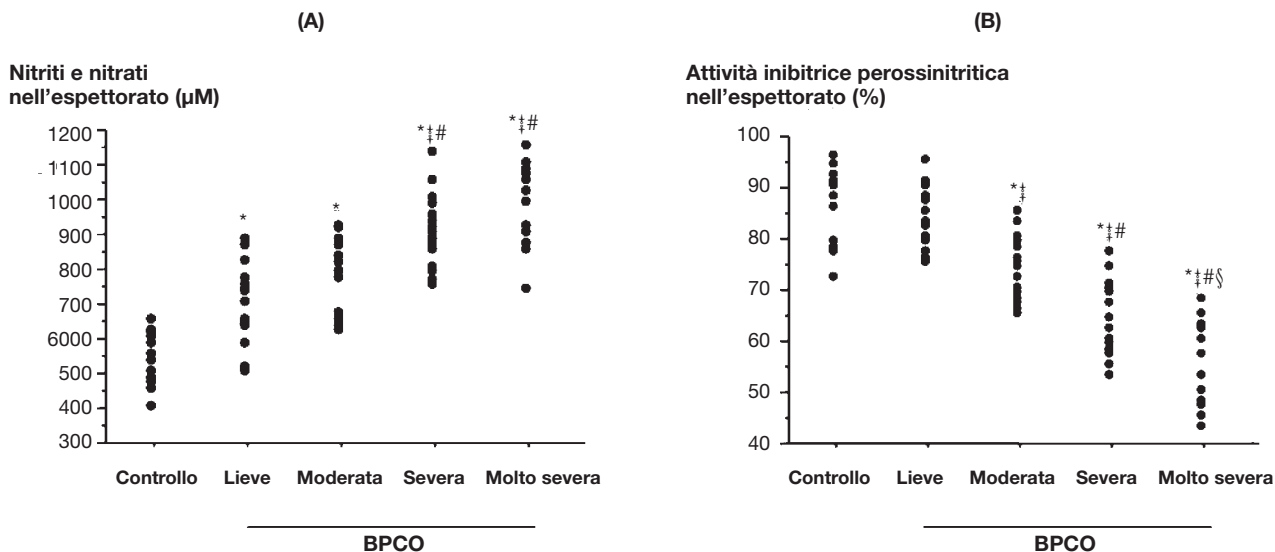 (A)
Nitriti e nitrati
nell'espettorato (µM)
1200
1100
1000
900
800
700
6000
500
400
300
*
*
*‡#
*‡#
Controllo
Lieve
Moderata
Severa
Molto severa
BPCO
(B)
Attività inibitrice perossinitritica
nell'espettorato (%)
100
90
80
70
60
50
40
*‡
*‡#
*‡#§
Controllo
Lieve
Moderata
Severa
Molto severa
BPCO